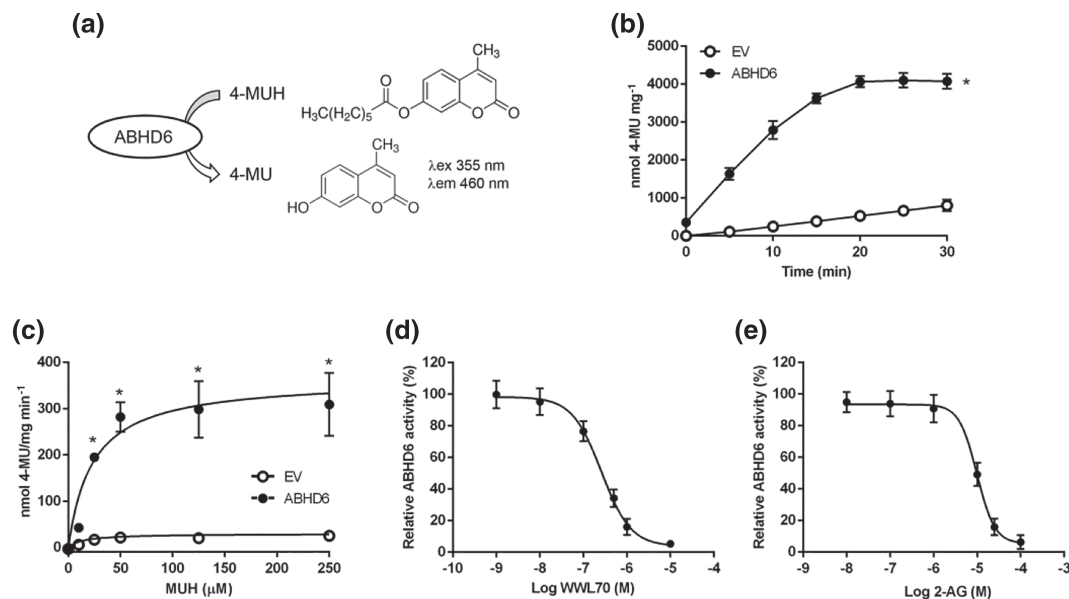 (a)
4-MUH
ABHD6
4-MU
CH₃
O
H₃C(H₂C)₅
O
O
O
CH₃
HO
O
O
λex 355 nm
λem 460 nm
(b)
EV
ABHD6
nmol 4-MU mg⁻¹
5000
4000
3000
2000
1000
0
*
0 10 20 30
Time (min)
(c)
nmol 4-MU/mg min⁻¹
400
300
200
100
0
* * * *
EV
ABHD6
0 50 100 150 200 250
MUH (μM)
(d)
Relative ABHD6 activity (%)
120
100
80
60
40
20
0
-10 -9 -8 -7 -6 -5 -4
Log WWL70 (M)
(e)
Relative ABHD6 activity (%)
120
100
80
60
40
20
0
-9 -8 -7 -6 -5 -4 -3
Log 2-AG (M)